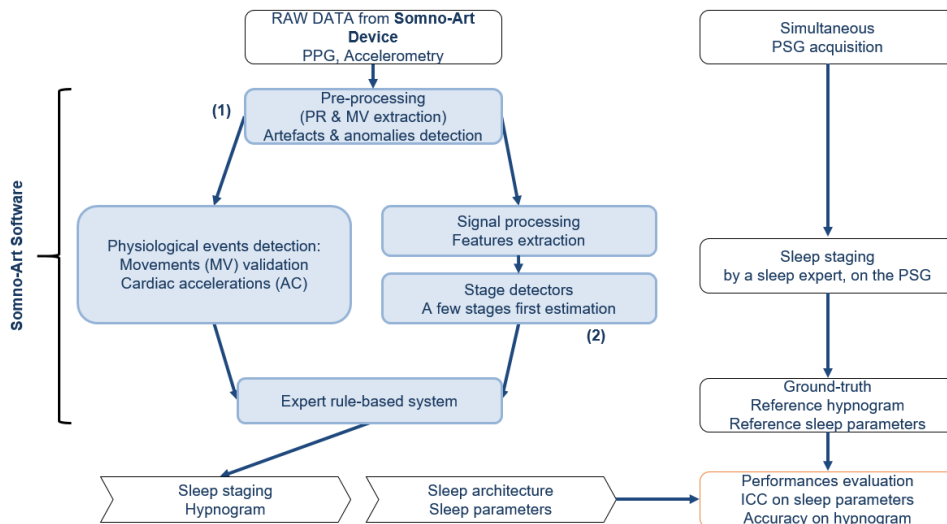 RAW DATA from Somno-Art
Device
PPG, Accelerometry
Simultaneous
PSG acquisition
(1)
Pre-processing
(PR & MV extraction)
Artefacts & anomalies detection
Somno-Art Software
Physiological events detection:
Movements (MV) validation
Cardiac accelerations (AC)
Signal processing
Features extraction
Stage detectors
A few stages first estimation
(2)
Sleep staging
by a sleep expert, on the PSG
Expert rule-based system
Ground-truth
Reference hypnogram
Reference sleep parameters
Sleep staging
Hypnogram
Sleep architecture
Sleep parameters
Performances evaluation
ICC on sleep parameters
Accuracy on hypnogram